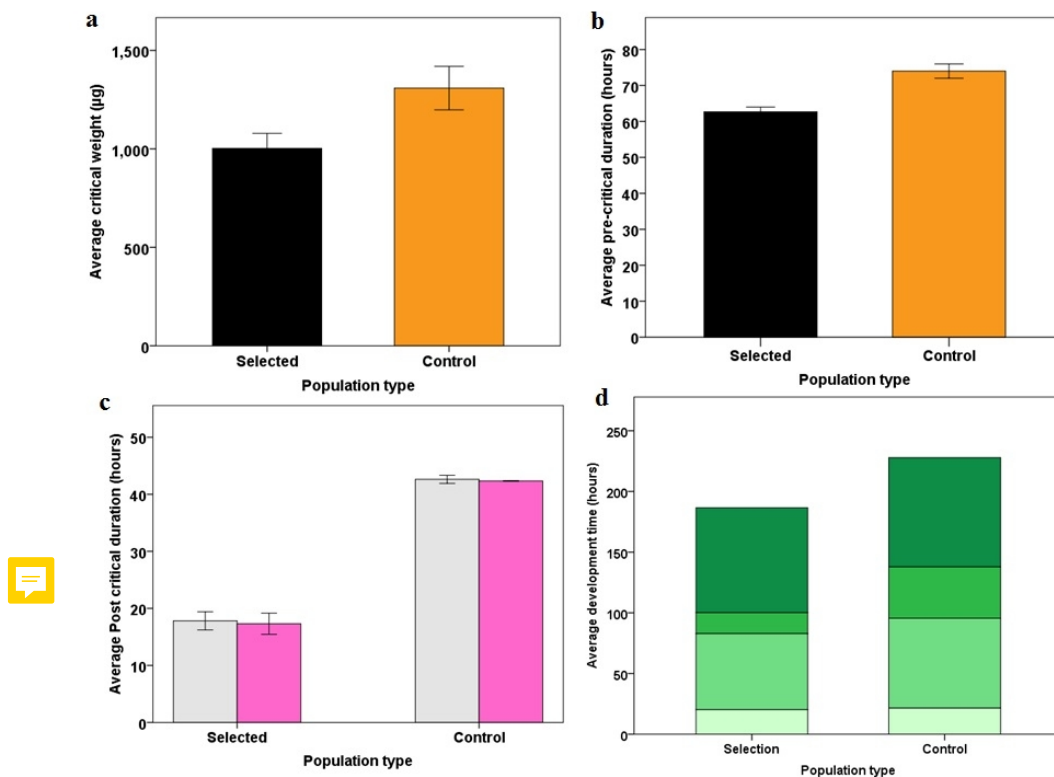 a
Average critical weight (µg)
1,500
1,000
500
0
Selected Control
Population type
b
Average pre-critical duration (hours)
80
70
60
50
40
30
20
10
0
Selected Control
Population type
c
Average Post critical duration (hours)
50
40
30
20
10
0
Selected Control
Population type
d
Average development time (hours)
250
200
150
100
50
0
Selection Control
Population type